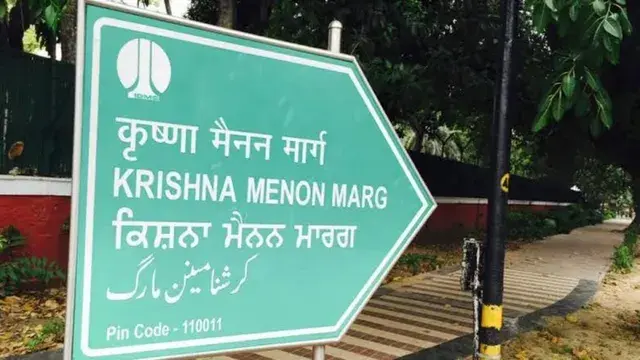 कृष्णा मैनन मार्ग
KRISHNA MENON MARG
ਕਿਸ਼ਨਾ ਮੈਨਨ ਮਾਰਗ
کرشنا مینن مارگ
Pin Code - 110011